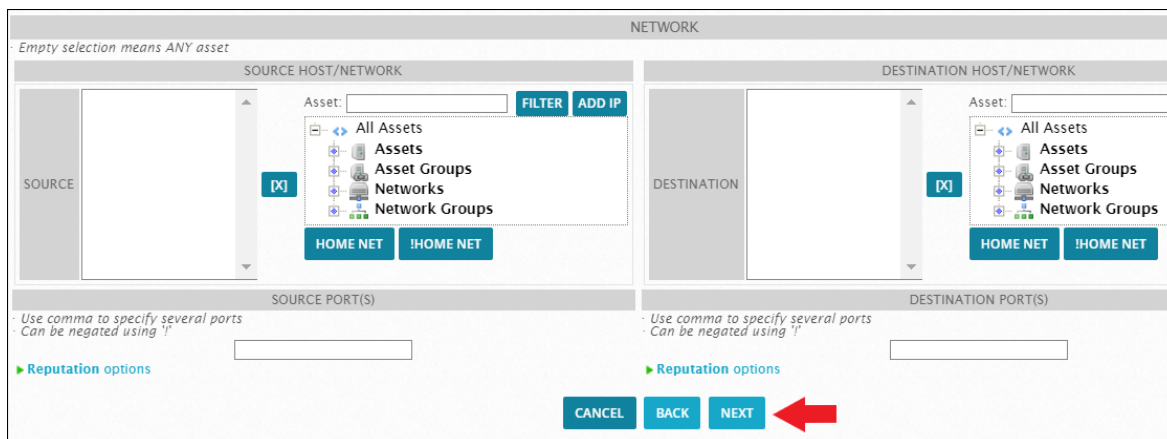 NETWORK
· Empty selection means ANY asset
SOURCE HOST/NETWORK
SOURCE
[X]
Asset:
FILTER
ADD IP
All Assets
Assets
Asset Groups
Networks
Network Groups
HOME NET
!HOME NET
DESTINATION HOST/NETWORK
DESTINATION
[X]
Asset:
All Assets
Assets
Asset Groups
Networks
Network Groups
HOME NET
!HOME NET
SOURCE PORT(S)
· Use comma to specify several ports
· Can be negated using '!'
Reputation options
DESTINATION PORT(S)
· Use comma to specify several ports
· Can be negated using '!'
Reputation options
CANCEL
BACK
NEXT